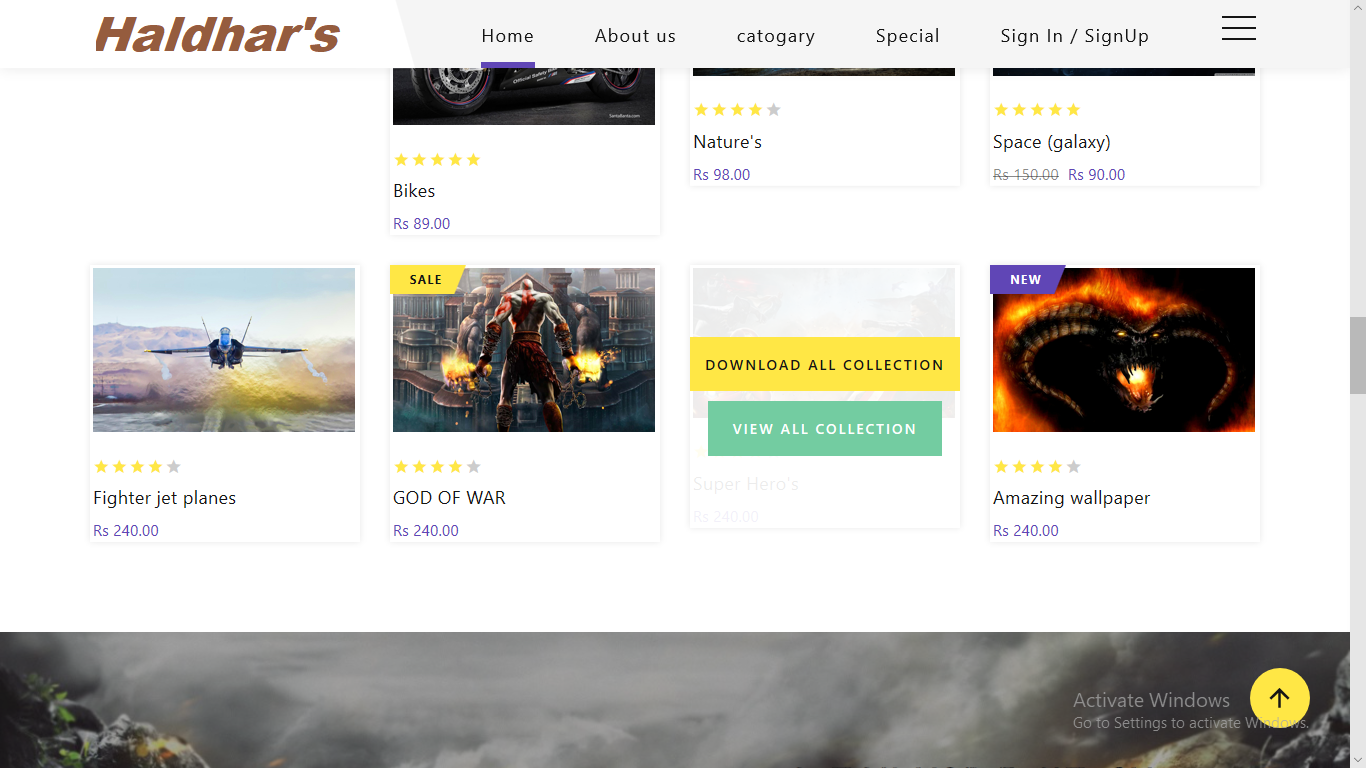 Haldhar's
Home
About us
catogary
Special
Sign In / SignUp
Bikes
Rs 89.00
Nature's
Rs 98.00
Space (galaxy)
Rs 150.00 Rs 90.00
Fighter jet planes
Rs 240.00
SALE
GOD OF WAR
Rs 240.00
DOWNLOAD ALL COLLECTION
VIEW ALL COLLECTION
Super Hero's
Rs 240.00
NEW
Amazing wallpaper
Rs 240.00
Activate Windows
Go to Settings to activate Windows.